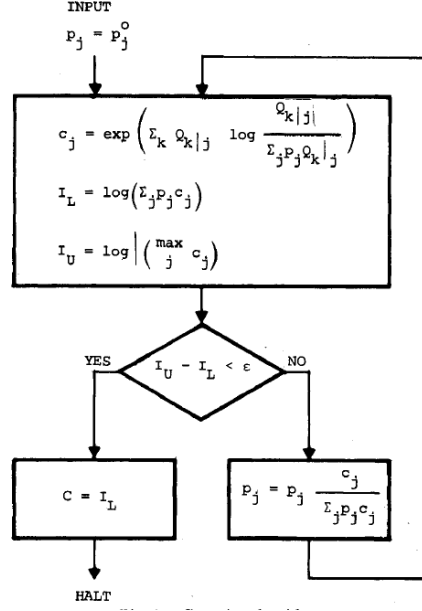 INPUT
p_j = p_j^o
c_j = exp ( Σ_k Q_k|j log Q_k|j / Σ_j p_j Q_k|j )
I_L = log(Σ_j p_j c_j)
I_U = log ( max_j c_j )
YES
I_U - I_L < ε
NO
C = I_L
p_j = p_j c_j / Σ_j p_j c_j
HALT